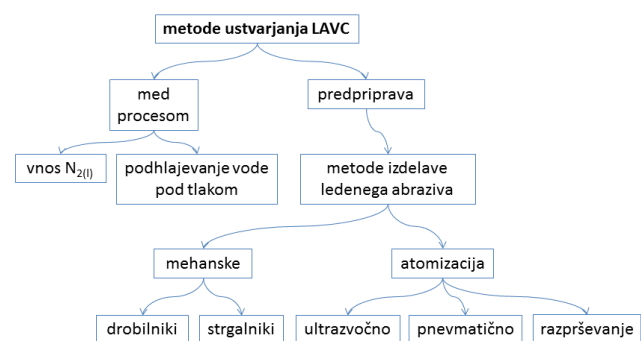 metode ustvarjanja LAVC
med
procesom
predpriprava
vnos N2(l)
podhlajevanje vode
pod tlakom
metode izdelave
ledenega abraziva
mehanske
atomizacija
drobilniki
strgalniki
ultrazvočno
pnevmatično
razprševanje